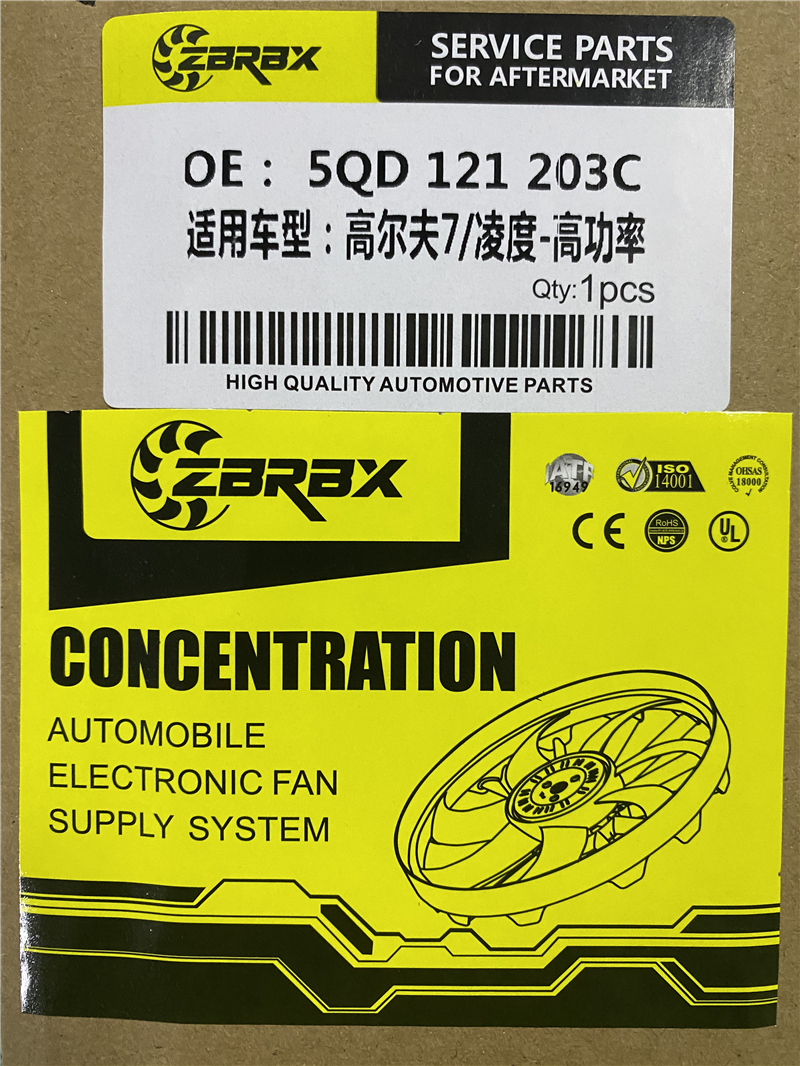 ZBRBX
SERVICE PARTS
FOR AFTERMARKET
OE： 5QD 121 203C
适用车型：高尔夫7/凌度-高功率
Qty:1pcs
HIGH QUALITY AUTOMOTIVE PARTS
ZBRBX
IATF
16949
ISO
14001
OHSAS
18000
CE
RoHS
NPS
UL
®
CONCENTRATION
AUTOMOBILE
ELECTRONIC FAN
SUPPLY SYSTEM